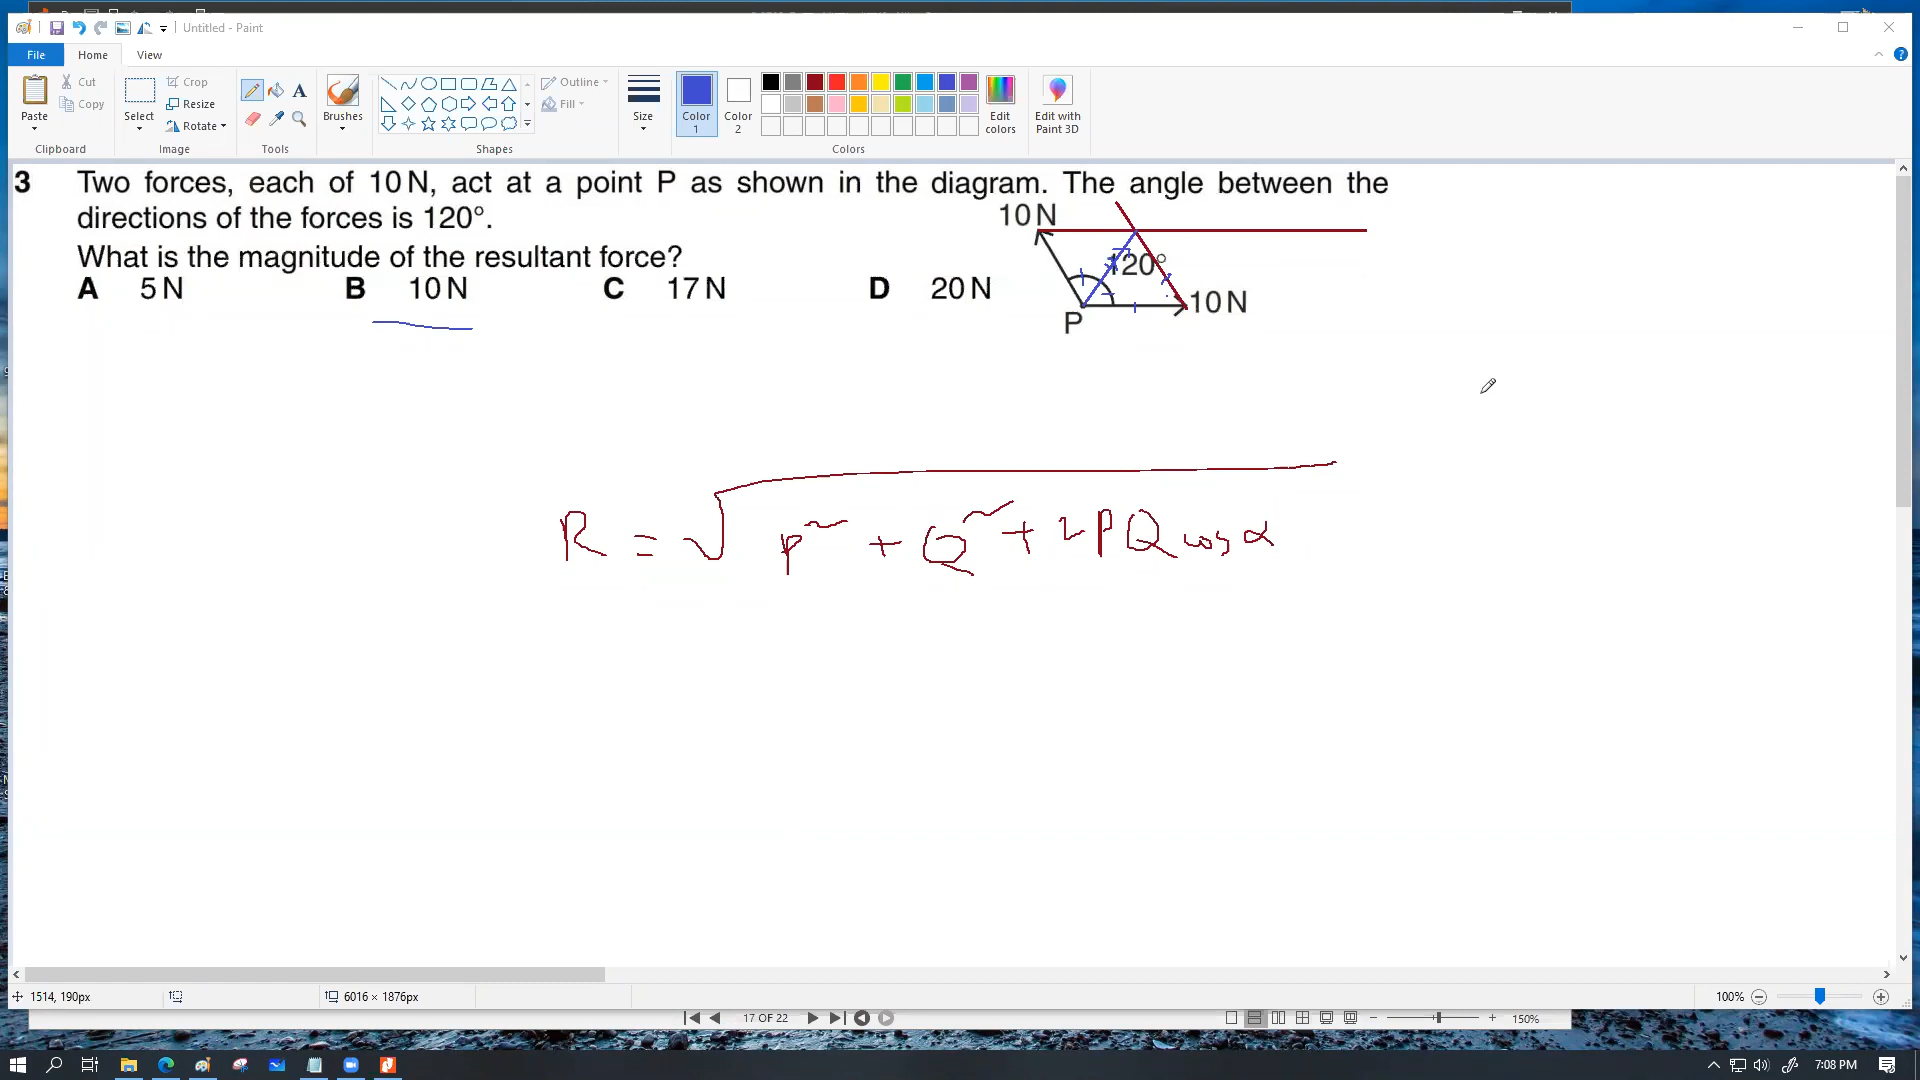 Untitled - Paint
File Home View
Paste Cut Copy Clipboard
Select Crop Resize Rotate Image
Tools
Brushes
Shapes
Outline Fill
Size
Color 1 Color 2 Edit colors Colors
Edit with Paint 3D
3 Two forces, each of 10 N, act at a point P as shown in the diagram. The angle between the
directions of the forces is 120°.
What is the magnitude of the resultant force?
A 5 N B 10 N C 17 N D 20 N
10 N
120°
10 N
P
R = √ P² + Q² + 2PQ cos α
1514, 190px 6016 × 1876px 100%
17 OF 22 150%
7:08 PM